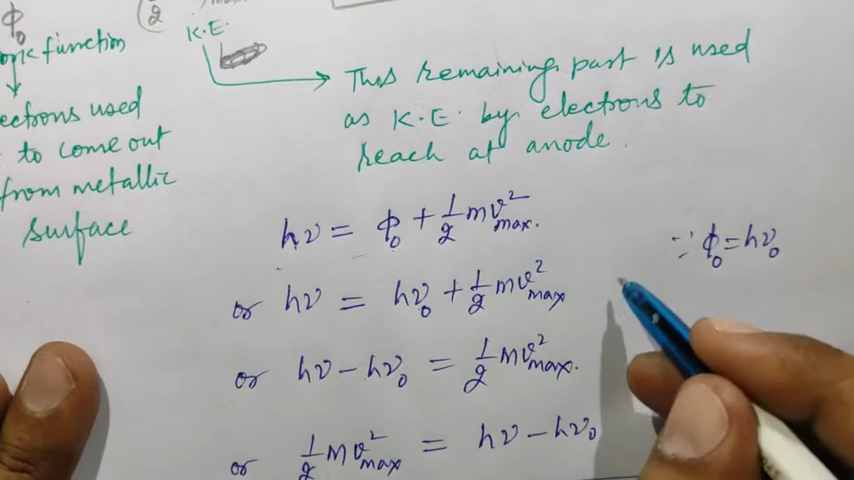 ϕ₀
K.E.
function
ectrons used
to come out
from metallic
surface
This remaining part is used
as K.E. by electrons to
reach at anode.
hν = ϕ₀ + 1/2 mv²max.
∵ ϕ₀ = hν₀
or hν = hν₀ + 1/2 mv²max
or hν − hν₀ = 1/2 mv²max.
or 1/2 mv²max = hν − hν₀